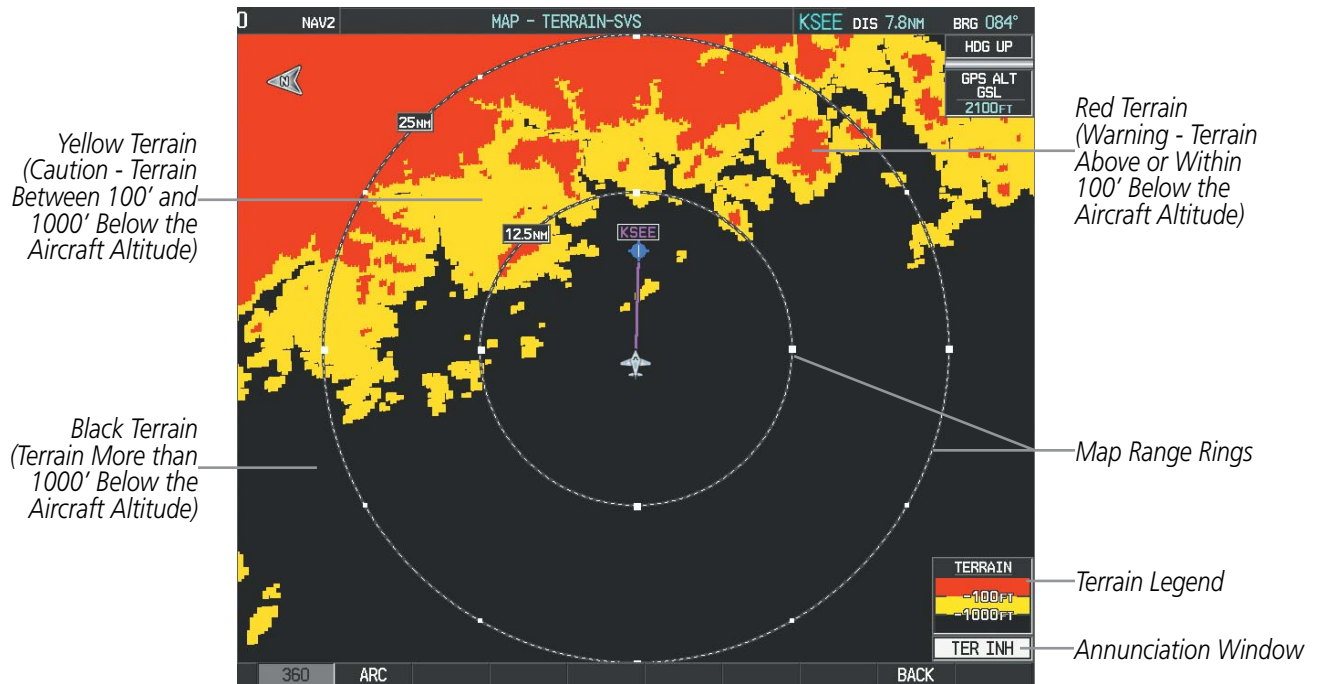 0 NAV2 MAP - TERRAIN-SVS KSEE DIS 7.8NM BRG 084°
HDG UP
GPS ALT
GSL
2100FT
N
25NM
12.5NM
KSEE
Yellow Terrain
(Caution - Terrain
Between 100' and
1000' Below the
Aircraft Altitude)
Red Terrain
(Warning - Terrain
Above or Within
100' Below the
Aircraft Altitude)
Black Terrain
(Terrain More than
1000' Below the
Aircraft Altitude)
Map Range Rings
TERRAIN
-100FT
-1000FT
Terrain Legend
TER INH
Annunciation Window
360 ARC BACK